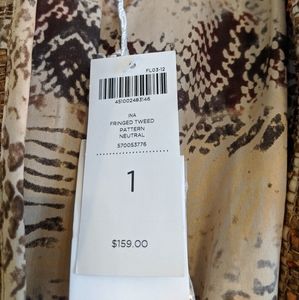 FL03-12
451002483146
INA
FRINGED TWEED
PATTERN
NEUTRAL
570053776
1
$159.00